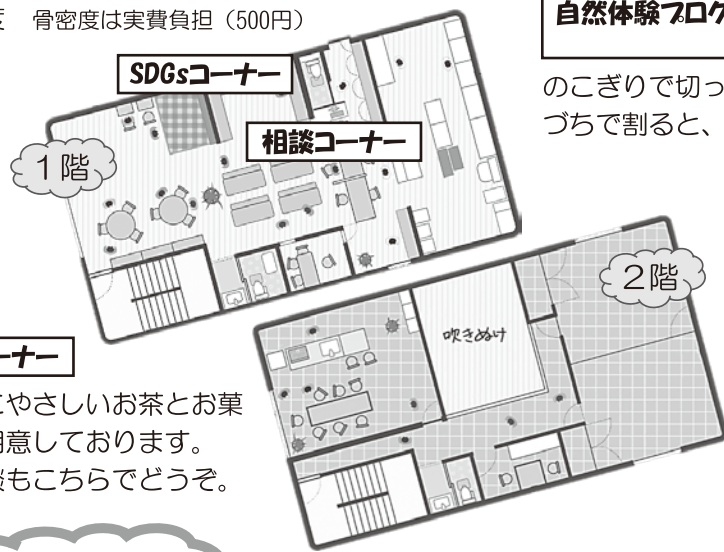 度　骨密度は実費負担（500円）
SDGsコーナー
相談コーナー
1階
自然体験プログ
のこぎりで切っ
づちで割ると、
2階
吹きぬけ
ーナー
にやさしいお茶とお菓
用意しております。
談もこちらでどうぞ。